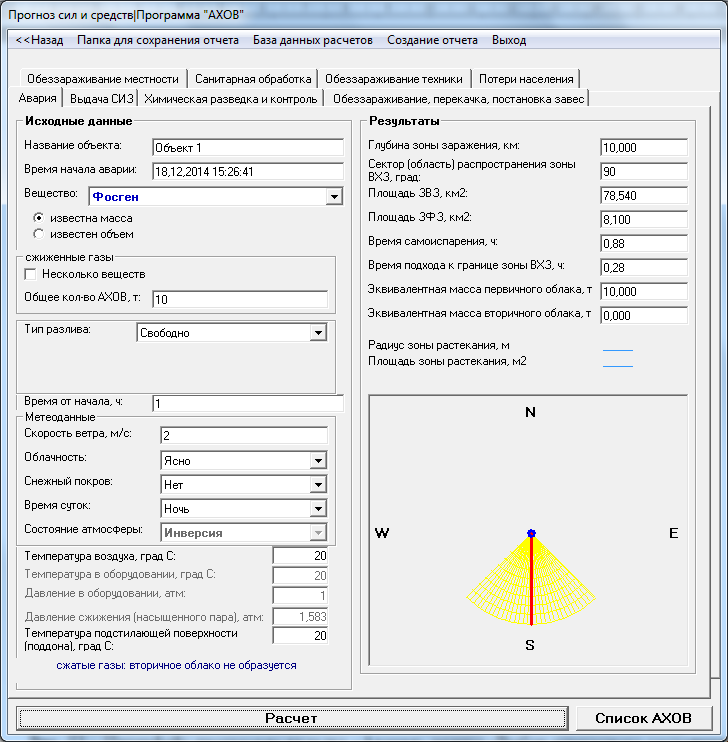 Прогноз сил и средств|Программа "АХОВ"
<<Назад Папка для сохранения отчета База данных расчетов Создание отчета Выход
Обеззараживание местности Санитарная обработка Обеззараживание техники Потери населения
Авария Выдача СИЗ Химическая разведка и контроль Обеззараживание, перекачка, постановка завес
Исходные данные
Название объекта: Объект 1
Время начала аварии: 18,12,2014 15:26:41
Вещество: Фосген
известна масса
известен объем
сжиженные газы
Несколько веществ
Общее кол-во АХОВ, т: 10
Тип разлива: Свободно
Время от начала, ч: 1
Метеоданные
Скорость ветра, м/с: 2
Облачность: Ясно
Снежный покров: Нет
Время суток: Ночь
Состояние атмосферы: Инверсия
Температура воздуха, град С: 20
Температура в оборудовании, град С: 20
Давление в оборудовании, атм: 1
Давление сжижения (насыщенного пара), атм: 1,583
Температура подстилающей поверхности
(поддона), град С: 20
сжатые газы: вторичное облако не образуется
Результаты
Глубина зоны заражения, км: 10,000
Сектор (область) распространения зоны
ВХЗ, град: 90
Площадь ЗВЗ, км2: 78,540
Площадь ЗФЗ, км2: 8,100
Время самоиспарения, ч: 0,88
Время подхода к границе зоны ВХЗ, ч: 0,28
Эквивалентная масса первичного облака, т 10,000
Эквивалентная масса вторичного облака, т 0,000
Радиус зоны растекания, м
Площадь зоны растекания, м2
N
W E
S
Расчет Список АХОВ